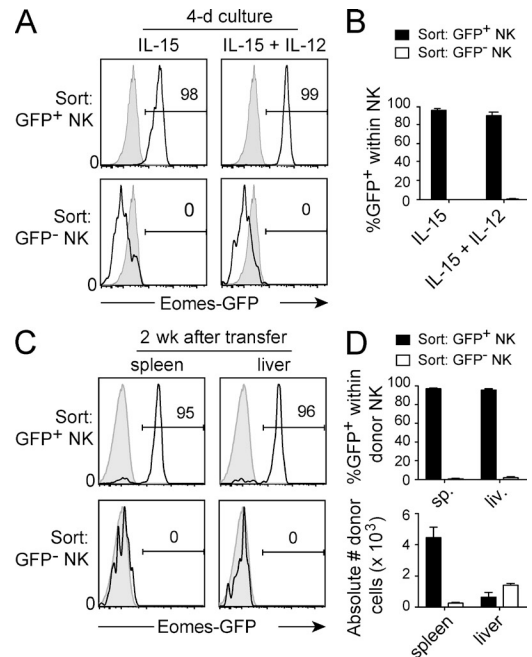 A
4-d culture
IL-15
IL-15 + IL-12
Sort:
GFP+ NK
98
99
0
Sort:
GFP- NK
0
0
0
Eomes-GFP
B
Sort: GFP+ NK
Sort: GFP- NK
%GFP+ within NK
100
80
60
40
20
0
IL-15
IL-15 + IL-12
C
2 wk after transfer
spleen
liver
Sort:
GFP+ NK
95
96
0
Sort:
GFP- NK
0
0
0
Eomes-GFP
D
Sort: GFP+ NK
Sort: GFP- NK
%GFP+ within
donor NK
100
80
60
40
20
0
sp.
liv.
Absolute # donor
cells (x 10³)
6
4
2
0
spleen
liver